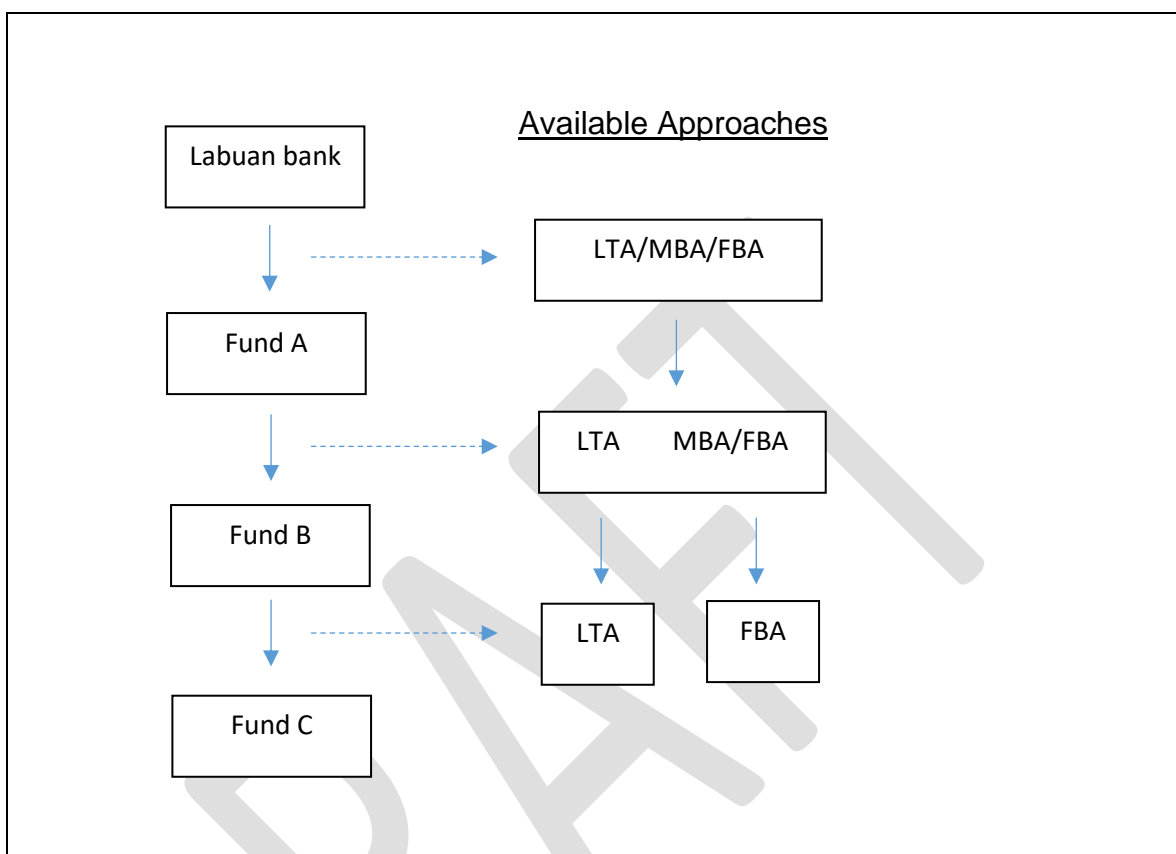 Available Approaches
Labuan bank
LTA/MBA/FBA
Fund A
LTA MBA/FBA
Fund B
LTA
FBA
Fund C
DRAFT